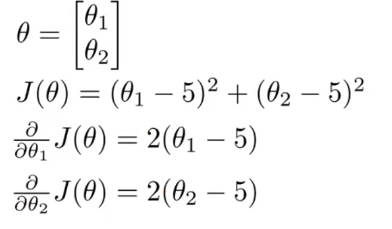 θ = [θ₁ θ₂]
J(θ) = (θ₁ − 5)² + (θ₂ − 5)²
∂/∂θ₁ J(θ) = 2(θ₁ − 5)
∂/∂θ₂ J(θ) = 2(θ₂ − 5)